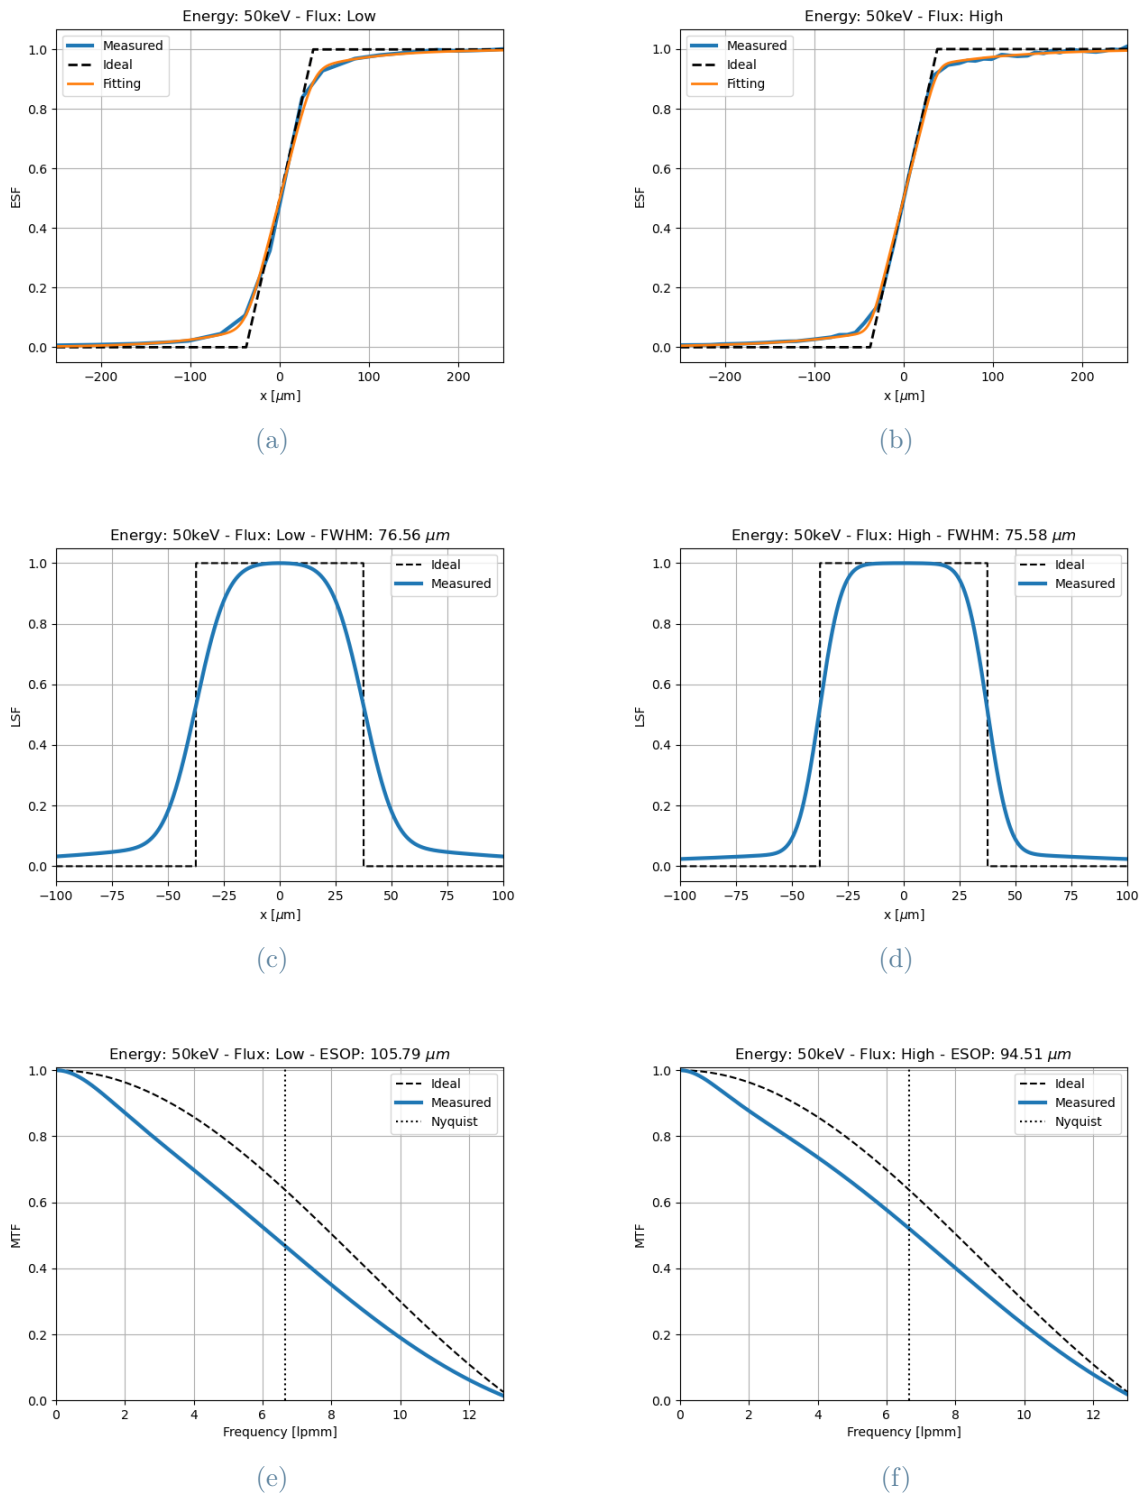 Energy: 50keV - Flux: Low
ESF
1.0
0.8
0.6
0.4
0.2
0.0
Measured
Ideal
Fitting
−200 −100 0 100 200
x [μm]
(a)
Energy: 50keV - Flux: High
ESF
1.0
0.8
0.6
0.4
0.2
0.0
Measured
Ideal
Fitting
−200 −100 0 100 200
x [μm]
(b)
Energy: 50keV - Flux: Low - FWHM: 76.56 μm
LSF
1.0
0.8
0.6
0.4
0.2
0.0
Ideal
Measured
−100 −75 −50 −25 0 25 50 75 100
x [μm]
(c)
Energy: 50keV - Flux: High - FWHM: 75.58 μm
LSF
1.0
0.8
0.6
0.4
0.2
0.0
Ideal
Measured
−100 −75 −50 −25 0 25 50 75 100
x [μm]
(d)
Energy: 50keV - Flux: Low - ESOP: 105.79 μm
MTF
1.0
0.8
0.6
0.4
0.2
0.0
Ideal
Measured
Nyquist
0 2 4 6 8 10 12
Frequency [lpmm]
(e)
Energy: 50keV - Flux: High - ESOP: 94.51 μm
MTF
1.0
0.8
0.6
0.4
0.2
0.0
Ideal
Measured
Nyquist
0 2 4 6 8 10 12
Frequency [lpmm]
(f)